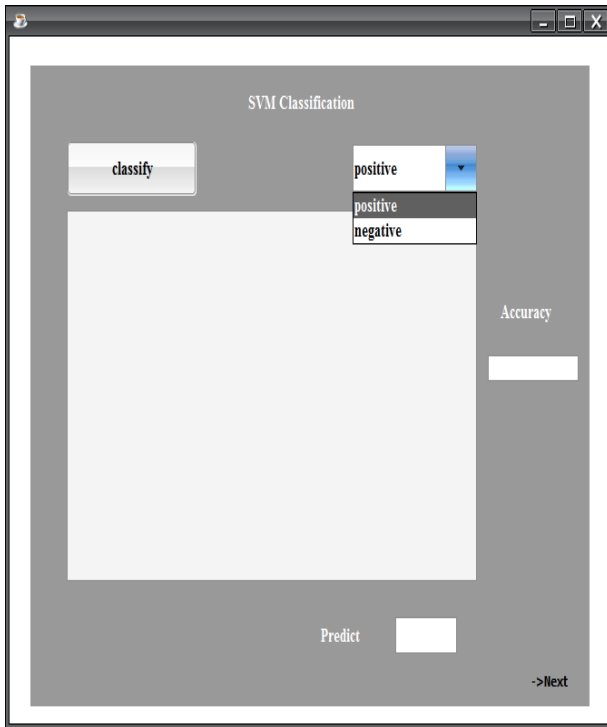 SVM Classification
classify
positive
positive
negative
Accuracy
Predict
->Next